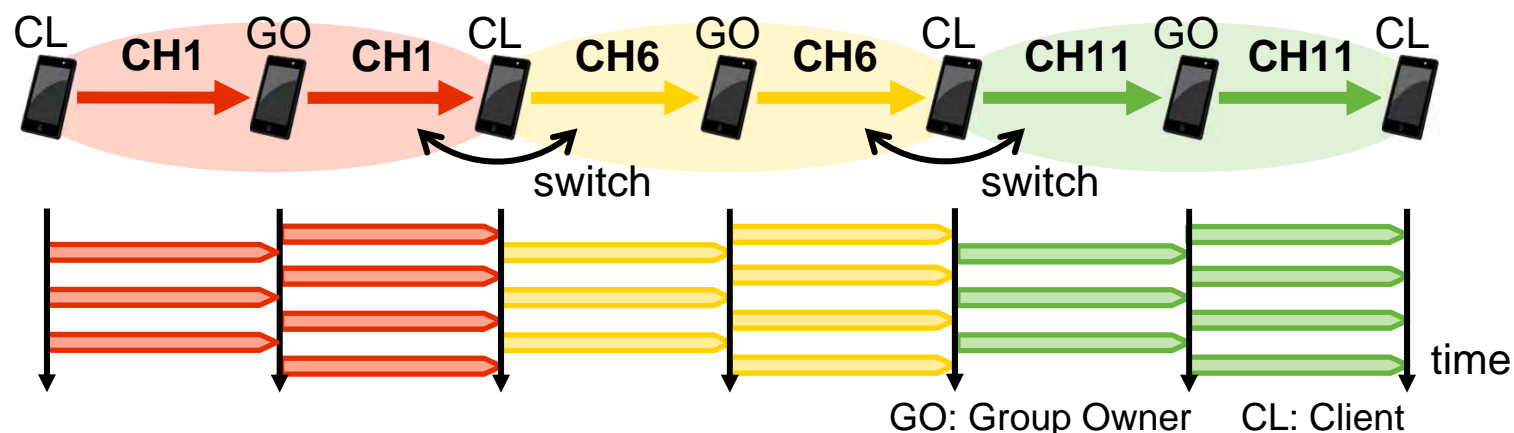 CL GO CL GO CL GO CL
CH1 CH1 CH6 CH6 CH11 CH11
switch switch
time
GO: Group Owner CL: Client